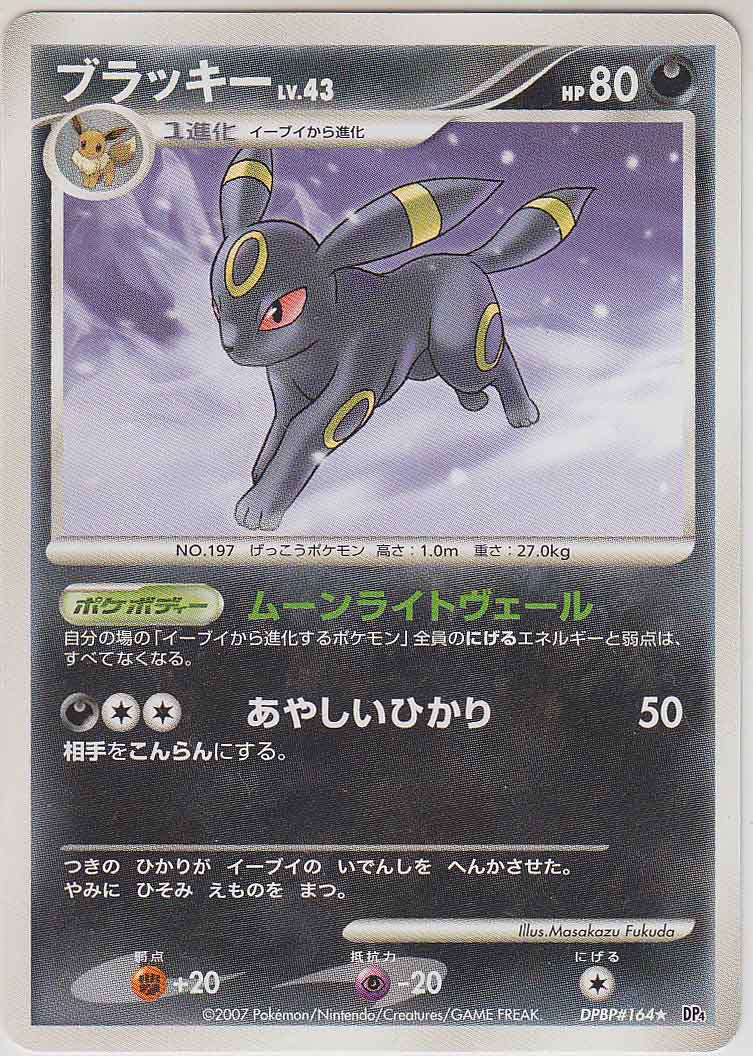 ブラッキー LV.43 HP 80
1進化 イーブイから進化
NO.197 げっこうポケモン 高さ:1.0m 重さ:27.0kg
ポケボディー ムーンライトヴェール
自分の場の「イーブイから進化するポケモン」全員のにげるエネルギーと弱点は、
すべてなくなる。
あやしいひかり 50
相手をこんらんにする。
つきの ひかりが イーブイの いでんしを へんかさせた。
やみに ひそみ えものを まつ。
Illus.Masakazu Fukuda
弱点 抵抗力 にげる
+20 -20
©2007 Pokémon/Nintendo/Creatures/GAME FREAK. DPBP#164★ DP4